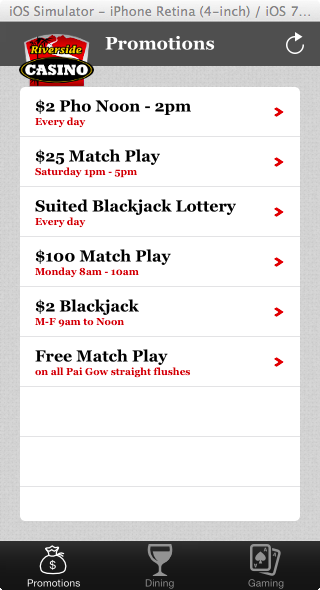 iOS Simulator - iPhone Retina (4-inch) / iOS 7...
Riverside
CASINO
Promotions
$2 Pho Noon - 2pm
Every day
$25 Match Play
Saturday 1pm - 5pm
Suited Blackjack Lottery
Every day
$100 Match Play
Monday 8am - 10am
$2 Blackjack
M-F 9am to Noon
Free Match Play
on all Pai Gow straight flushes
$
A
Promotions
Dining
Gaming